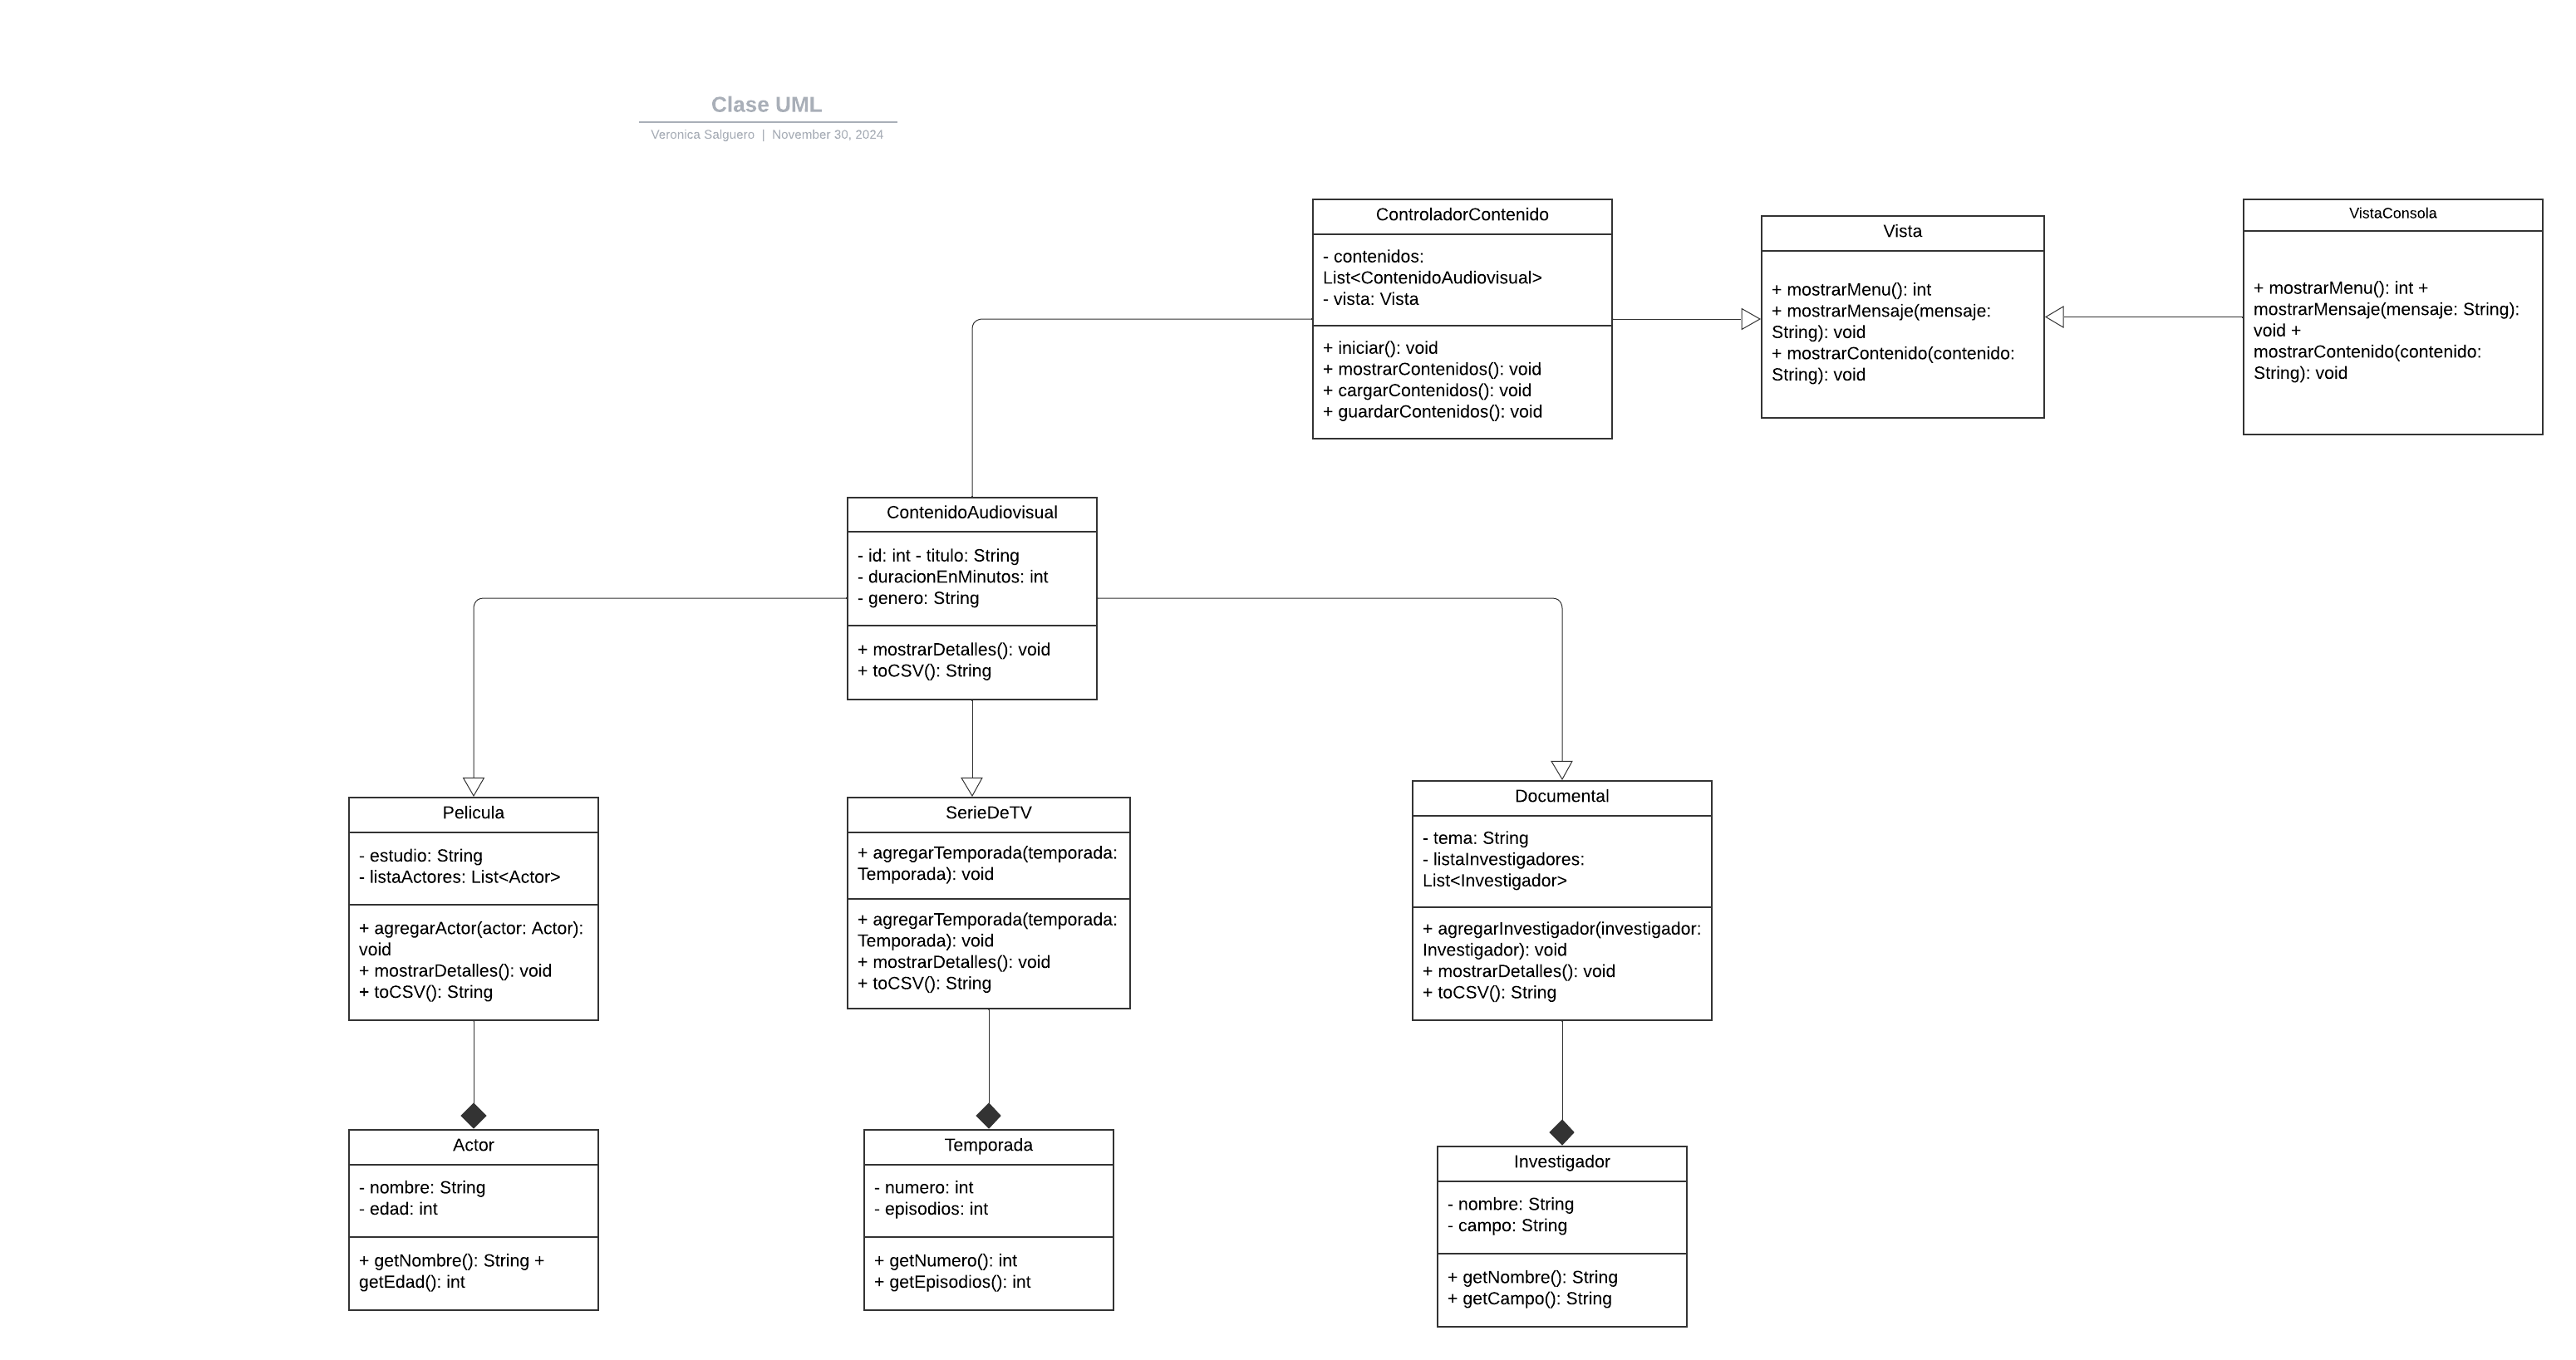 Clase UML
Veronica Salguero | November 30, 2024
ControladorContenido
- contenidos:
List<ContenidoAudiovisual>
- vista: Vista
+ iniciar(): void
+ mostrarContenidos(): void
+ cargarContenidos(): void
+ guardarContenidos(): void
Vista
+ mostrarMenu(): int
+ mostrarMensaje(mensaje:
String): void
+ mostrarContenido(contenido:
String): void
VistaConsola
+ mostrarMenu(): int +
mostrarMensaje(mensaje: String):
void +
mostrarContenido(contenido:
String): void
ContenidoAudiovisual
- id: int - titulo: String
- duracionEnMinutos: int
- genero: String
+ mostrarDetalles(): void
+ toCSV(): String
Pelicula
- estudio: String
- listaActores: List<Actor>
+ agregarActor(actor: Actor):
void
+ mostrarDetalles(): void
+ toCSV(): String
SerieDeTV
+ agregarTemporada(temporada:
Temporada): void
+ agregarTemporada(temporada:
Temporada): void
+ mostrarDetalles(): void
+ toCSV(): String
Documental
- tema: String
- listaInvestigadores:
List<Investigador>
+ agregarInvestigador(investigador:
Investigador): void
+ mostrarDetalles(): void
+ toCSV(): String
Actor
- nombre: String
- edad: int
+ getNombre(): String +
getEdad(): int
Temporada
- numero: int
- episodios: int
+ getNumero(): int
+ getEpisodios(): int
Investigador
- nombre: String
- campo: String
+ getNombre(): String
+ getCampo(): String